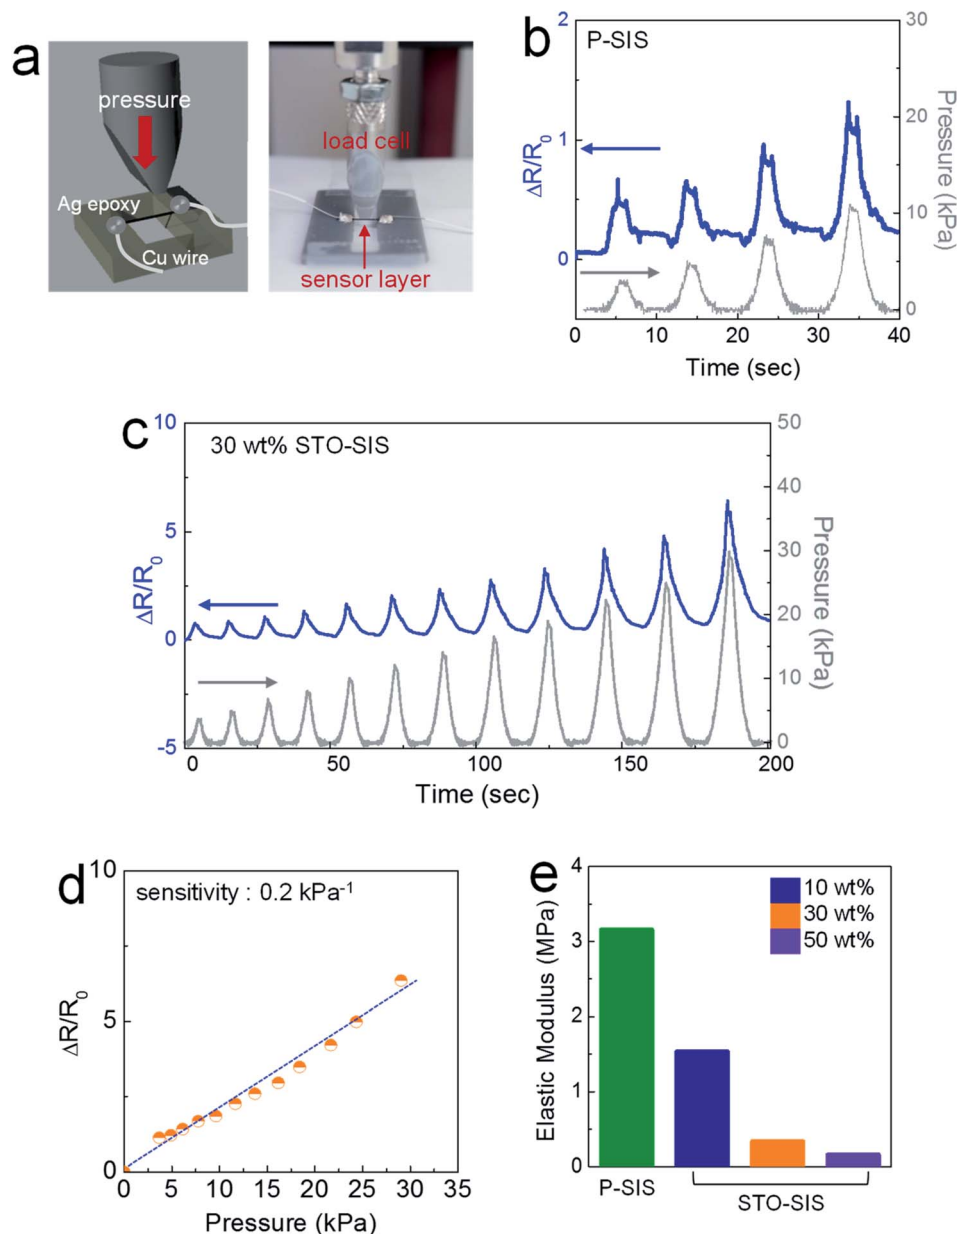 a
pressure
Ag epoxy
Cu wire
load cell
sensor layer
b
P-SIS
2
1
0
ΔR/R₀
30
20
10
0
Pressure (kPa)
0 10 20 30 40
Time (sec)
c
30 wt% STO-SIS
10
5
0
-5
ΔR/R₀
50
40
30
20
10
0
Pressure (kPa)
0 50 100 150 200
Time (sec)
d
sensitivity : 0.2 kPa⁻¹
10
5
0
ΔR/R₀
0 5 10 15 20 25 30 35
Pressure (kPa)
e
10 wt%
30 wt%
50 wt%
4
3
2
1
0
Elastic Modulus (MPa)
P-SIS
STO-SIS